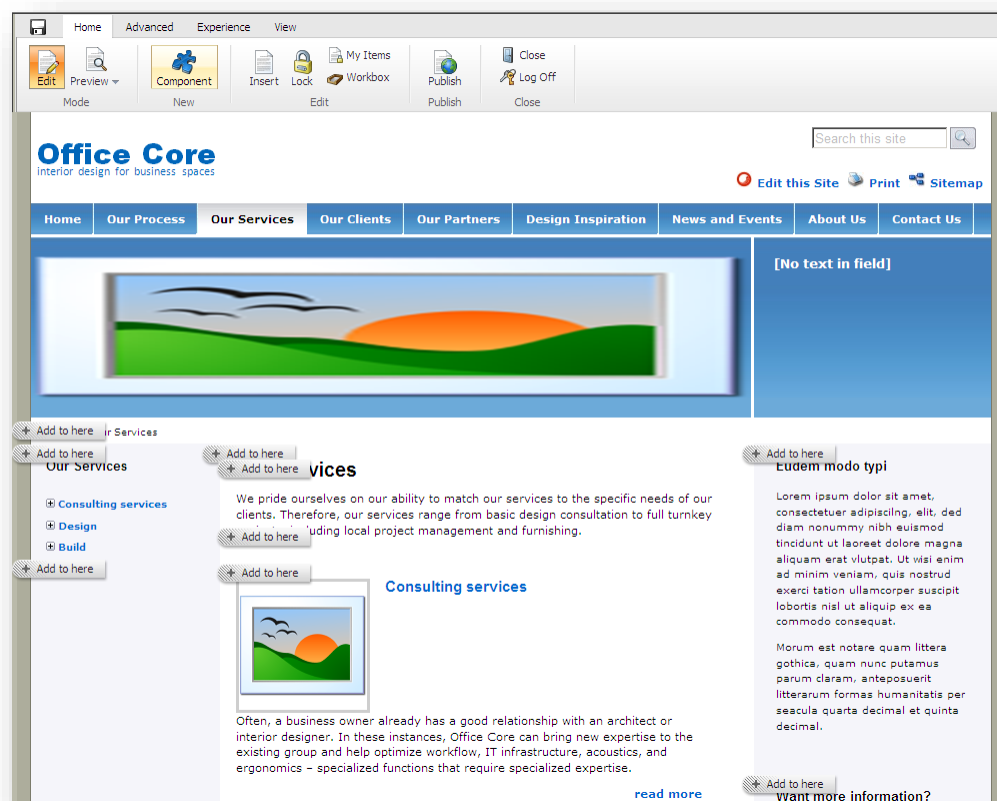 Home Advanced Experience View
Edit Preview Component Insert Lock My Items Workbox Publish Close Log Off
Mode New Edit Publish Close
Office Core
interior design for business spaces
Search this site
Edit this Site Print Sitemap
Home Our Process Our Services Our Clients Our Partners Design Inspiration News and Events About Us Contact Us
[No text in field]
+ Add to here r Services
+ Add to here
Our Services
Consulting services
Design
Build
+ Add to here
+ Add to here
+ Add to here vices
We pride ourselves on our ability to match our services to the specific needs of our
clients. Therefore, our services range from basic design consultation to full turnkey
uding local project management and furnishing.
+ Add to here
+ Add to here
Consulting services
Often, a business owner already has a good relationship with an architect or
interior designer. In these instances, Office Core can bring new expertise to the
existing group and help optimize workflow, IT infrastructure, acoustics, and
ergonomics – specialized functions that require specialized expertise.
read more
+ Add to here
Eudem modo typi
Lorem ipsum dolor sit amet,
consectetuer adipiscilng, elit, ded
diam nonummy nibh euismod
tincidunt ut laoreet dolore magna
aliquam erat vlutpat. Ut wisi enim
ad minim veniam, quis nostrud
exerci tation ullamcorper suscipit
lobortis nisl ut aliquip ex ea
commodo consequat.
Morum est notare quam littera
gothica, quam nunc putamus
parum claram, anteposuerit
litterarum formas humanitatis per
seacula quarta decimal et quinta
decimal.
+ Add to here
Want more information?